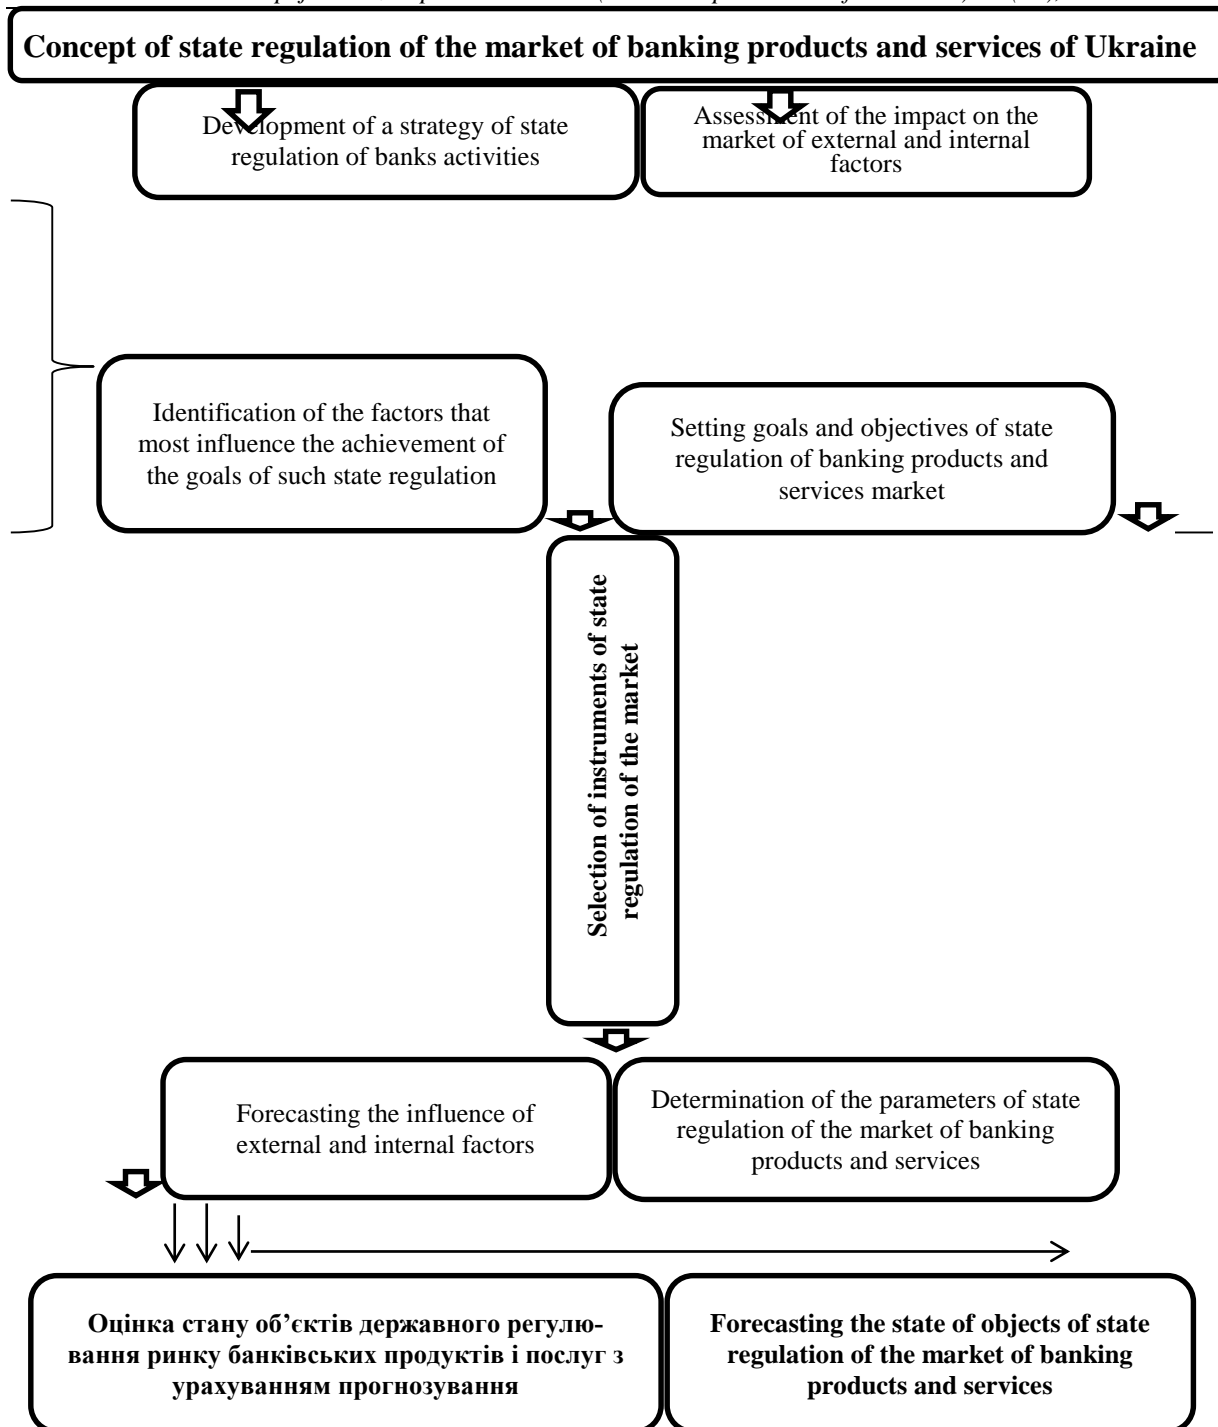 Concept of state regulation of the market of banking products and services of Ukraine
Development of a strategy of state
regulation of banks activities
Assessment of the impact on the
market of external and internal
factors
Identification of the factors that
most influence the achievement of
the goals of such state regulation
Setting goals and objectives of state
regulation of banking products and
services market
Selection of instruments of state
regulation of the market
Forecasting the influence of
external and internal factors
Determination of the parameters of state
regulation of the market of banking
products and services
Оцінка стану об’єктів державного регулю-
вання ринку банківських продуктів і послуг з
урахуванням прогнозування
Forecasting the state of objects of state
regulation of the market of banking
products and services